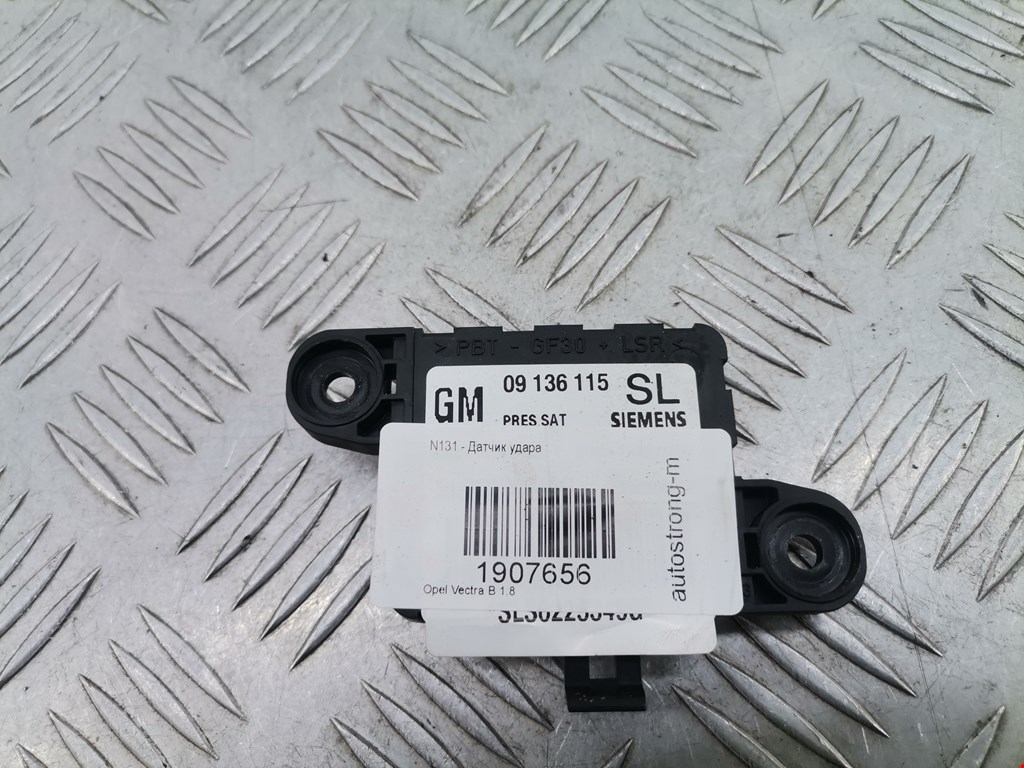 > PBT - GF30 + LSR <
GM 09 136 115 SL
PRES SAT SIEMENS
N131 - Датчик удара
1907656
Opel Vectra B 1.8
autostrong-m